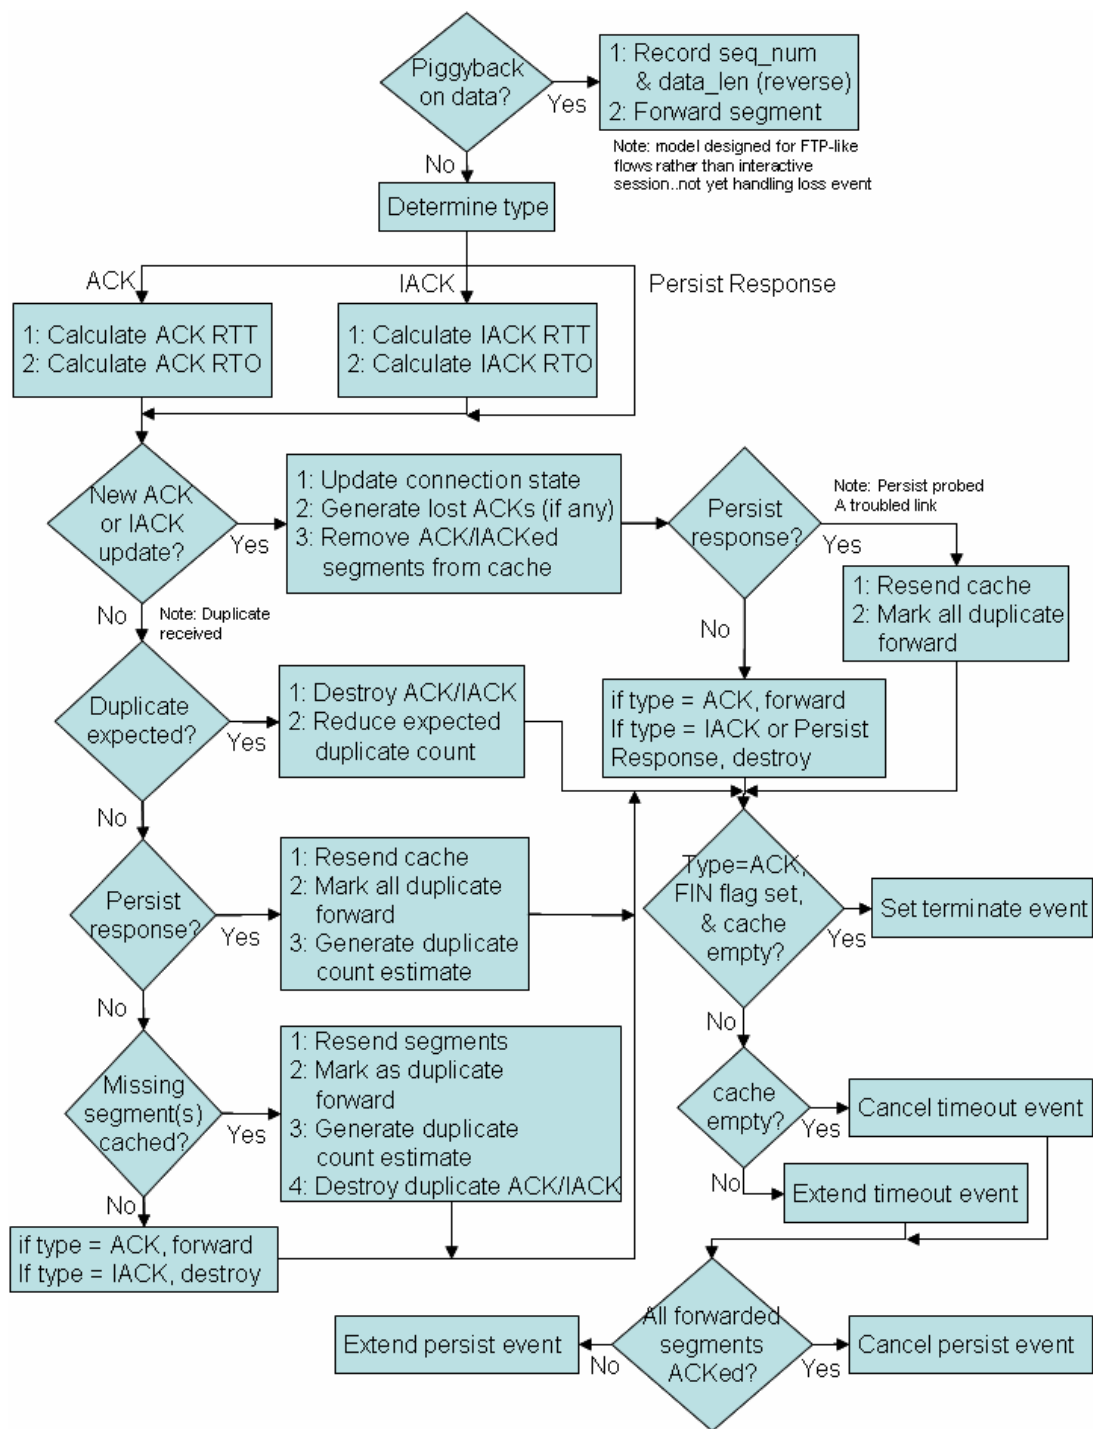 Piggyback
on data?
Yes
1: Record seq_num
& data_len (reverse)
2: Forward segment
Note: model designed for FTP-like
flows rather than interactive
session..not yet handling loss event
No
Determine type
ACK
IACK
Persist Response
1: Calculate ACK RTT
2: Calculate ACK RTO
1: Calculate IACK RTT
2: Calculate IACK RTO
New ACK
or IACK
update?
Yes
1: Update connection state
2: Generate lost ACKs (if any)
3: Remove ACK/IACKed
segments from cache
Persist
response?
Note: Persist probed
A troubled link
Yes
1: Resend cache
2: Mark all duplicate
forward
No
Note: Duplicate
received
No
if type = ACK, forward
If type = IACK or Persist
Response, destroy
Duplicate
expected?
Yes
1: Destroy ACK/IACK
2: Reduce expected
duplicate count
No
Persist
response?
Yes
1: Resend cache
2: Mark all duplicate
forward
3: Generate duplicate
count estimate
Type=ACK,
FIN flag set,
& cache
empty?
Yes
Set terminate event
No
No
Missing
segment(s)
cached?
Yes
1: Resend segments
2: Mark as duplicate
forward
3: Generate duplicate
count estimate
4: Destroy duplicate ACK/IACK
cache
empty?
Yes
Cancel timeout event
No
Extend timeout event
No
if type = ACK, forward
If type = IACK, destroy
All forwarded
segments
ACKed?
No
Extend persist event
Yes
Cancel persist event